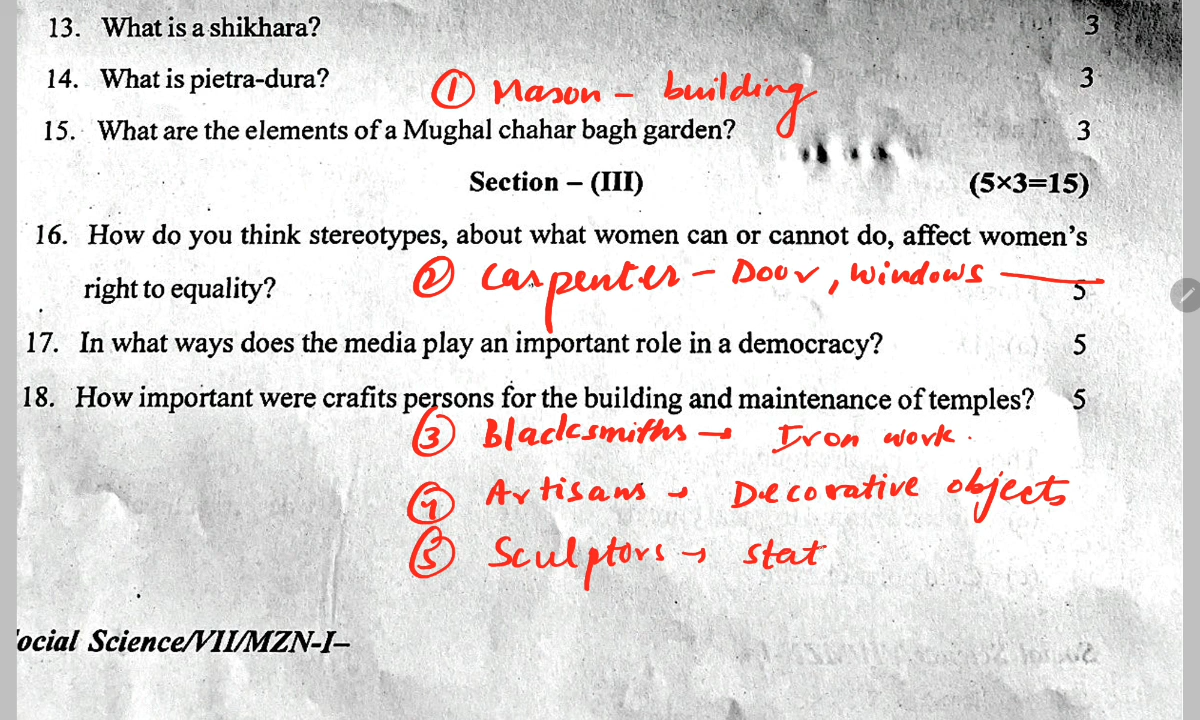 13. What is a shikhara? 3
14. What is pietra-dura? 3
① Mason - building
15. What are the elements of a Mughal chahar bagh garden? 3
Section – (III) (5×3=15)
16. How do you think stereotypes, about what women can or cannot do, affect women's
right to equality? 5
② Carpenter - Door, windows
17. In what ways does the media play an important role in a democracy? 5
18. How important were crafits persons for the building and maintenance of temples? 5
③ Blacksmiths → Iron work.
④ Artisans → Decorative objects
⑤ Sculptors → stat
ocial Science/VII/MZN-I–